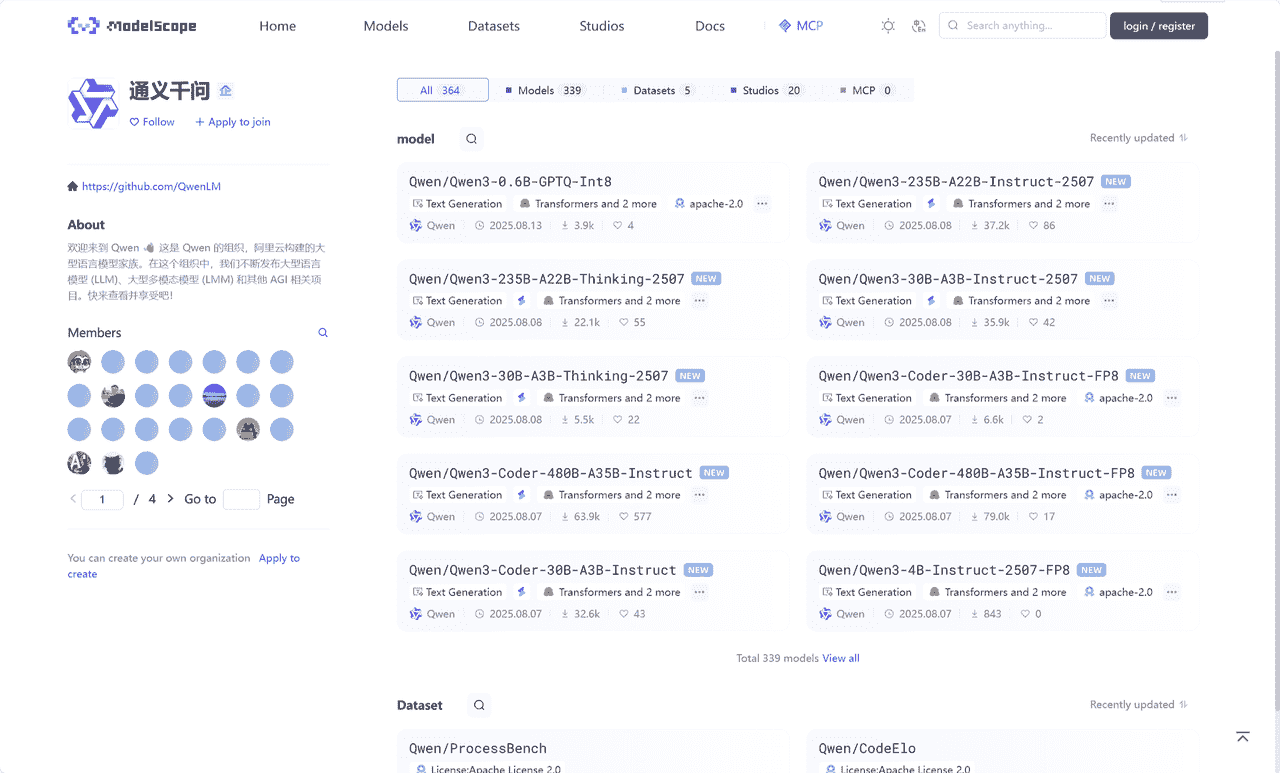 ModelScope Home Models Datasets Studios Docs MCP Search anything... login / register
通义千问
Follow Apply to join
https://github.com/QwenLM
About
欢迎来到 Qwen 这是 Qwen 的组织，阿里云构建的大
型语言模型家族。在这个组织中，我们不断发布大型语言
模型 (LLM)、大型多模态模型 (LMM) 和其他 AGI 相关项
目。快来查看并享受吧！
Members
1 / 4 Go to Page
You can create your own organization Apply to
create
All 364 Models 339 Datasets 5 Studios 20 MCP 0
model Recently updated
Qwen/Qwen3-0.6B-GPTQ-Int8
Text Generation Transformers and 2 more apache-2.0 ...
Qwen 2025.08.13 3.9k 4
Qwen/Qwen3-235B-A22B-Instruct-2507 NEW
Text Generation Transformers and 2 more ...
Qwen 2025.08.08 37.2k 86
Qwen/Qwen3-235B-A22B-Thinking-2507 NEW
Text Generation Transformers and 2 more ...
Qwen 2025.08.08 22.1k 55
Qwen/Qwen3-30B-A3B-Instruct-2507 NEW
Text Generation Transformers and 2 more ...
Qwen 2025.08.08 35.9k 42
Qwen/Qwen3-30B-A3B-Thinking-2507 NEW
Text Generation Transformers and 2 more ...
Qwen 2025.08.08 5.5k 22
Qwen/Qwen3-Coder-30B-A3B-Instruct-FP8 NEW
Text Generation Transformers and 2 more apache-2.0 ...
Qwen 2025.08.07 6.6k 2
Qwen/Qwen3-Coder-480B-A35B-Instruct NEW
Text Generation Transformers and 2 more ...
Qwen 2025.08.07 63.9k 577
Qwen/Qwen3-Coder-480B-A35B-Instruct-FP8 NEW
Text Generation Transformers and 2 more apache-2.0 ...
Qwen 2025.08.07 79.0k 17
Qwen/Qwen3-Coder-30B-A3B-Instruct NEW
Text Generation Transformers and 2 more ...
Qwen 2025.08.07 32.6k 43
Qwen/Qwen3-4B-Instruct-2507-FP8 NEW
Text Generation Transformers and 2 more apache-2.0 ...
Qwen 2025.08.07 843 0
Total 339 models View all
Dataset Recently updated
Qwen/ProcessBench
License:Apache License 2.0
Qwen/CodeElo
License:Apache License 2.0